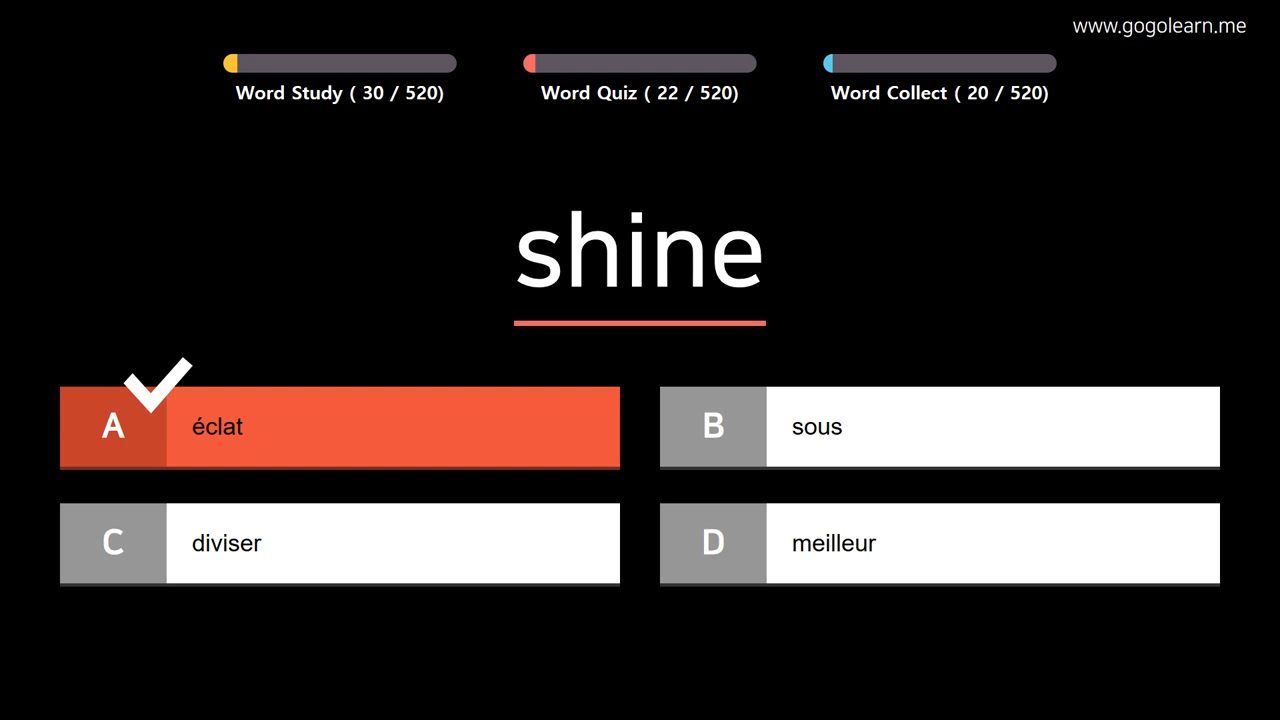 www.gogolearn.me
Word Study ( 30 / 520)
Word Quiz ( 22 / 520)
Word Collect ( 20 / 520)
shine
A
éclat
B
sous
C
diviser
D
meilleur